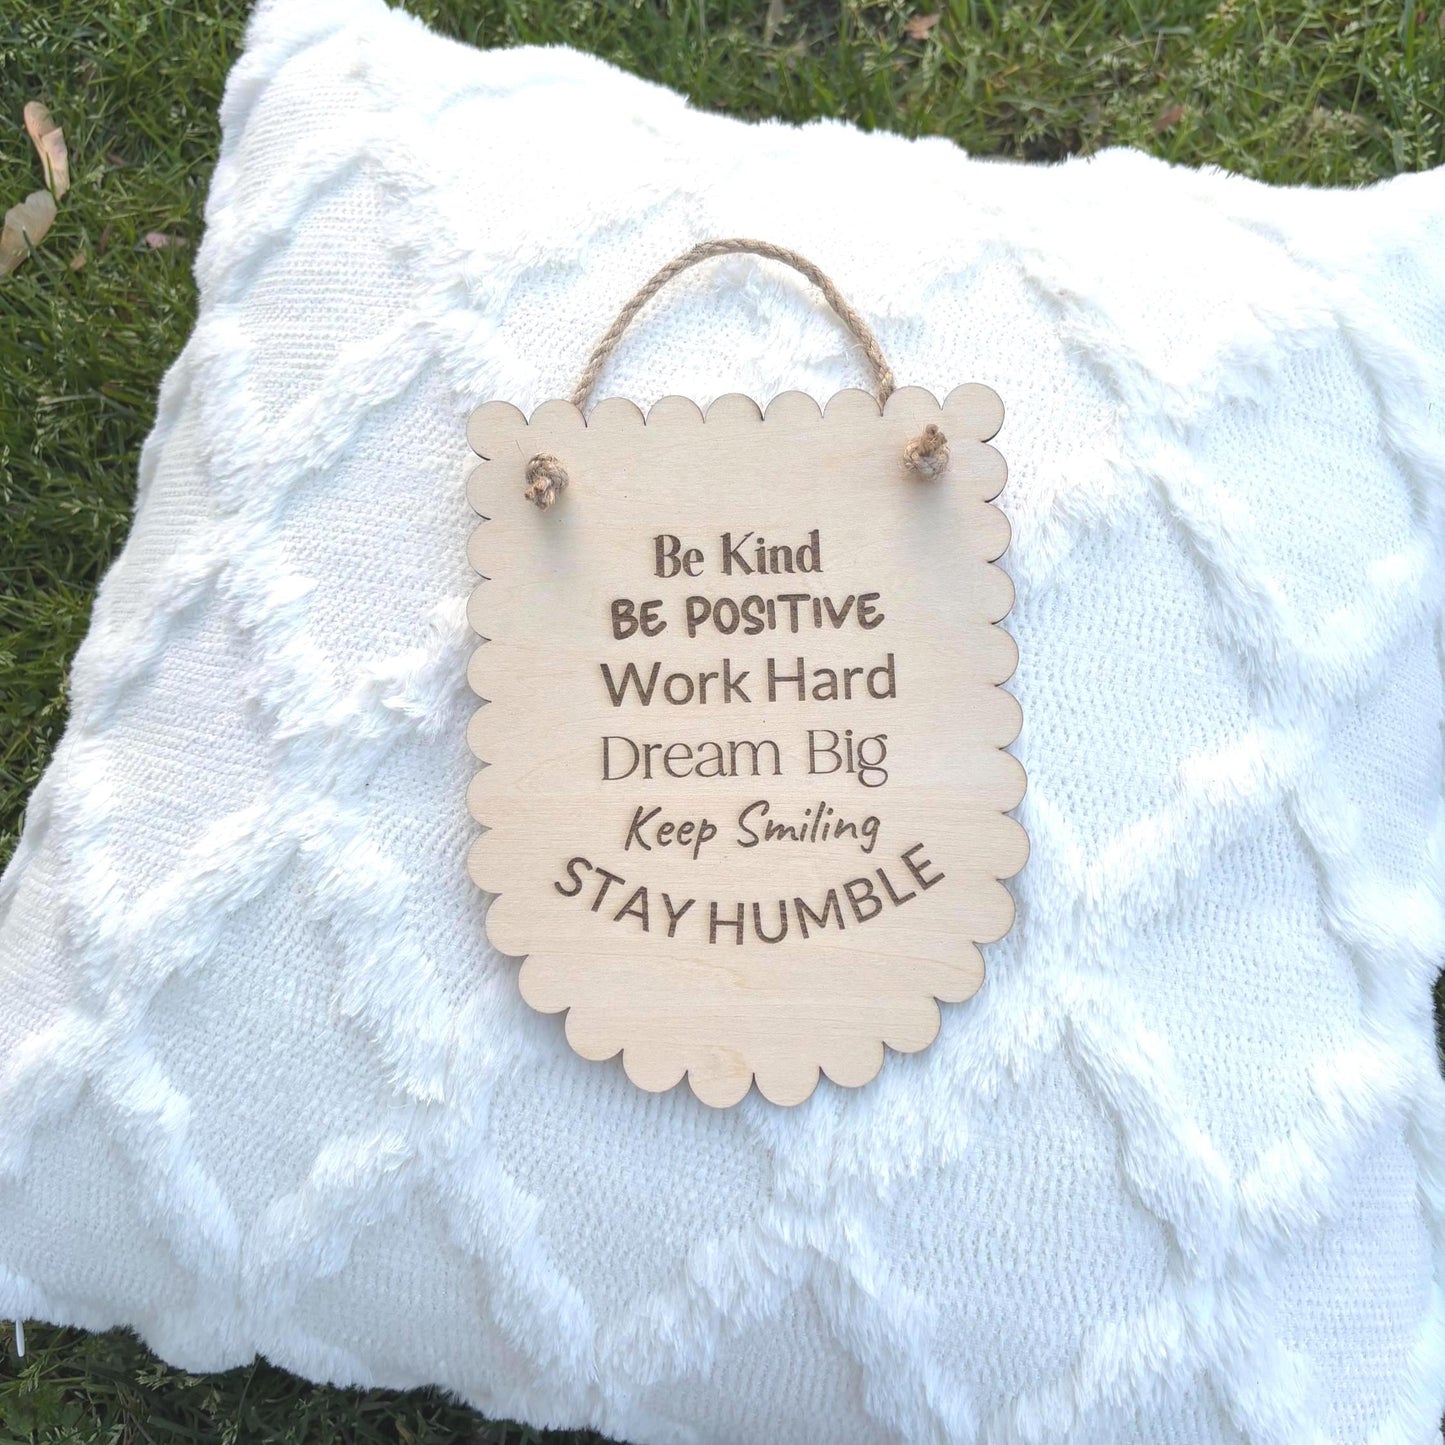 Be Kind
BE POSITIVE
Work Hard
Dream Big
Keep Smiling
STAY HUMBLE